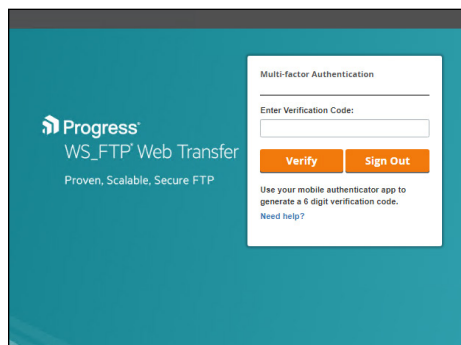 Progress®
WS_FTP® Web Transfer
Proven, Scalable, Secure FTP
Multi-factor Authentication
Enter Verification Code:
Verify
Sign Out
Use your mobile authenticator app to
generate a 6 digit verification code.
Need help?